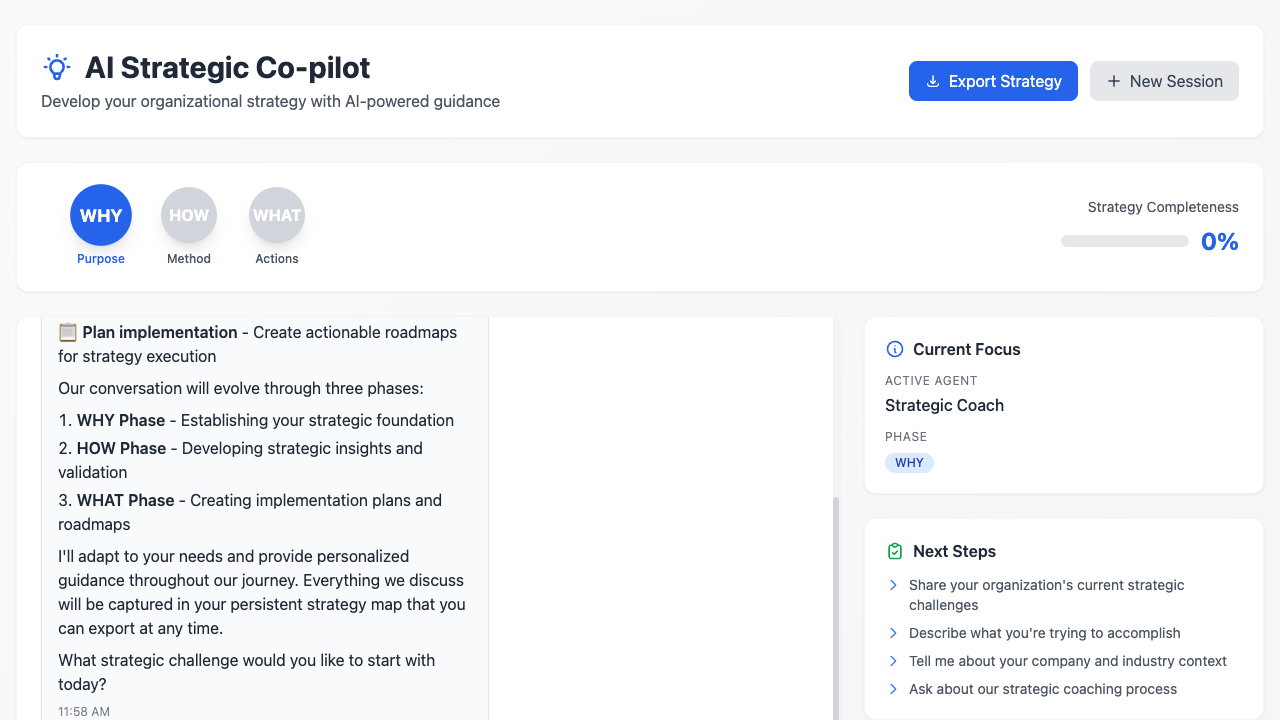 AI Strategic Co-pilot
Develop your organizational strategy with AI-powered guidance
Export Strategy
New Session
WHY
HOW
WHAT
Purpose
Method
Actions
Strategy Completeness
0%
Plan implementation - Create actionable roadmaps
for strategy execution
Our conversation will evolve through three phases:
1. WHY Phase - Establishing your strategic foundation
2. HOW Phase - Developing strategic insights and
validation
3. WHAT Phase - Creating implementation plans and
roadmaps
I'll adapt to your needs and provide personalized
guidance throughout our journey. Everything we discuss
will be captured in your persistent strategy map that you
can export at any time.
What strategic challenge would you like to start with
today?
11:58 AM
Current Focus
ACTIVE AGENT
Strategic Coach
PHASE
WHY
Next Steps
Share your organization's current strategic
challenges
Describe what you're trying to accomplish
Tell me about your company and industry context
Ask about our strategic coaching process